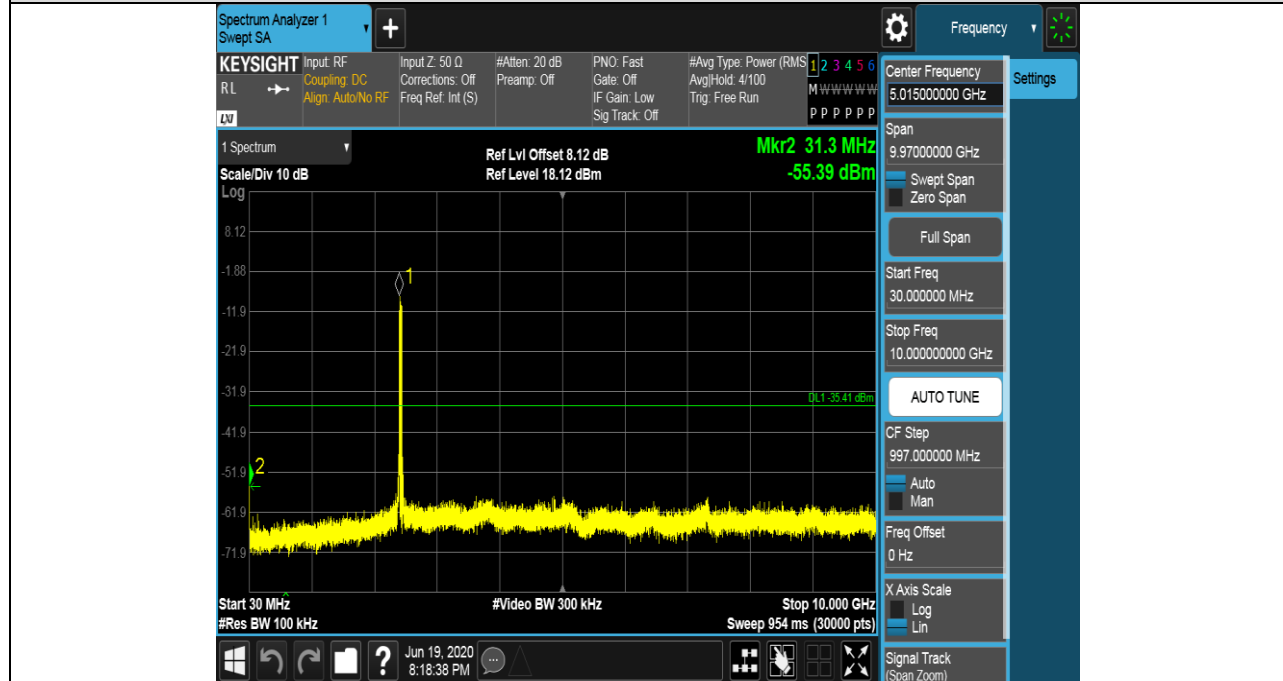 Spectrum Analyzer 1
Swept SA
+
Frequency
KEYSIGHT
RL
LXI
Input: RF
Coupling: DC
Align: Auto/No RF
Input Z: 50 Ω
Corrections: Off
Freq Ref: Int (S)
#Atten: 20 dB
Preamp: Off
PNO: Fast
Gate: Off
IF Gain: Low
Sig Track: Off
#Avg Type: Power (RMS
Avg|Hold: 4/100
Trig: Free Run
1 2 3 4 5 6
M W W W W W
P P P P P P
1 Spectrum
Scale/Div 10 dB
Log
Ref Lvl Offset 8.12 dB
Ref Level 18.12 dBm
Mkr2 31.3 MHz
-55.39 dBm
8.12
-1.88
-11.9
-21.9
-31.9
-41.9
-51.9
-61.9
-71.9
1
2
DL1 -35.41 dBm
Start 30 MHz
#Res BW 100 kHz
#Video BW 300 kHz
Stop 10.000 GHz
Sweep 954 ms (30000 pts)
?
Jun 19, 2020
8:18:38 PM
Center Frequency
5.015000000 GHz
Span
9.97000000 GHz
Swept Span
Zero Span
Full Span
Start Freq
30.000000 MHz
Stop Freq
10.000000000 GHz
AUTO TUNE
CF Step
997.000000 MHz
Auto
Man
Freq Offset
0 Hz
X Axis Scale
Log
Lin
Signal Track
(Span Zoom)
Settings